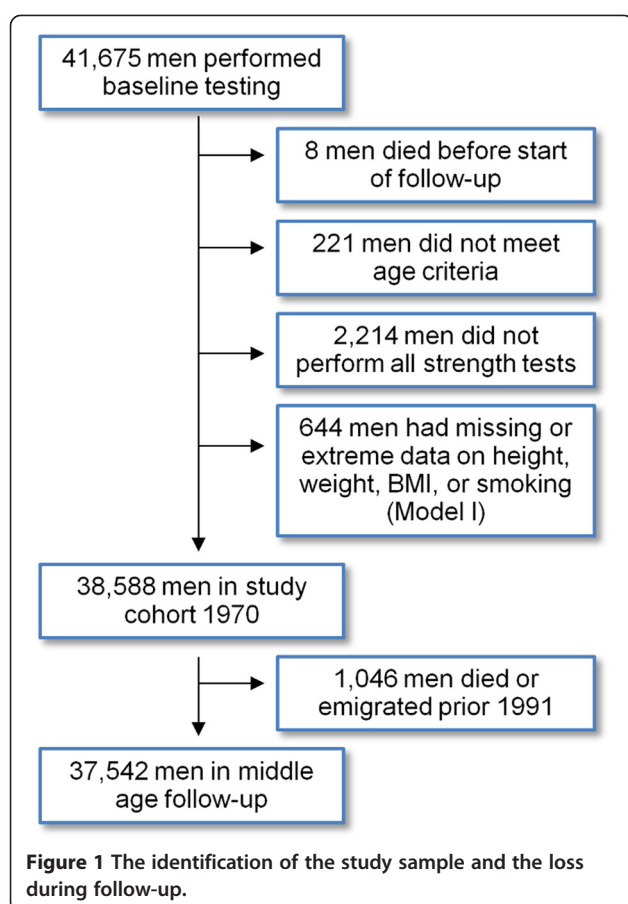 41,675 men performed
baseline testing
8 men died before start
of follow-up
221 men did not meet
age criteria
2,214 men did not
perform all strength tests
644 men had missing or
extreme data on height,
weight, BMI, or smoking
(Model I)
38,588 men in study
cohort 1970
1,046 men died or
emigrated prior 1991
37,542 men in middle
age follow-up
Figure 1 The identification of the study sample and the loss
during follow-up.